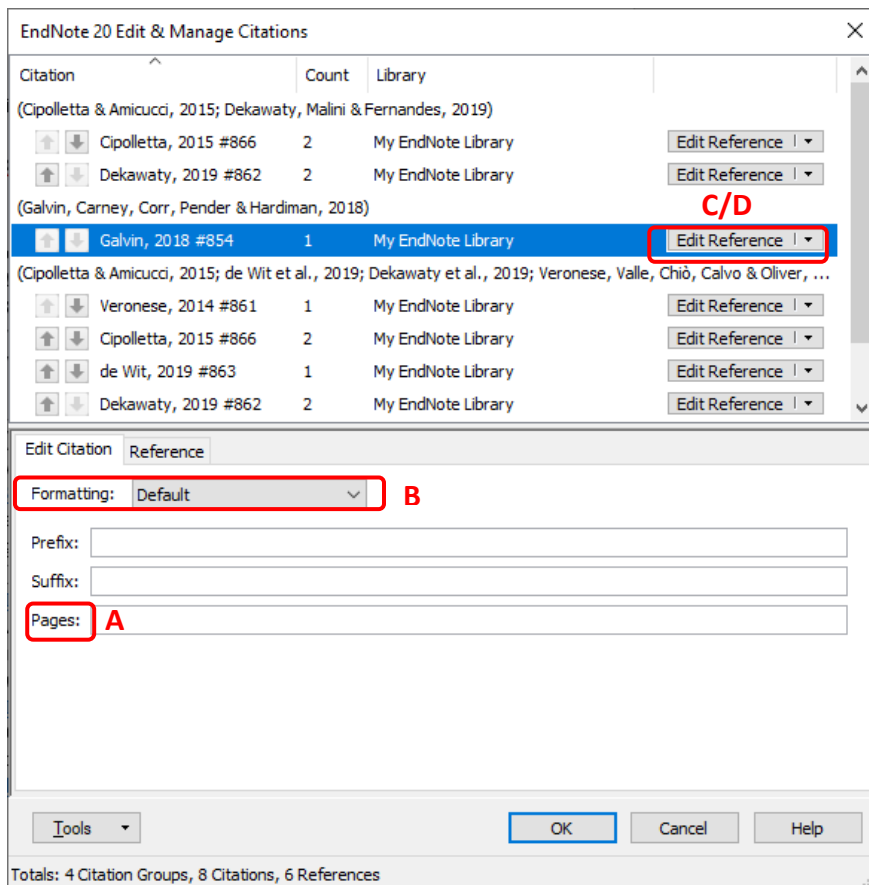 EndNote 20 Edit & Manage Citations
Citation Count Library
(Cipolletta & Amicucci, 2015; Dekawaty, Malini & Fernandes, 2019)
Cipolletta, 2015 #866 2 My EndNote Library Edit Reference
Dekawaty, 2019 #862 2 My EndNote Library Edit Reference
(Galvin, Carney, Corr, Pender & Hardiman, 2018) C/D
Galvin, 2018 #854 1 My EndNote Library Edit Reference
(Cipolletta & Amicucci, 2015; de Wit et al., 2019; Dekawaty et al., 2019; Veronese, Valle, Chiò, Calvo & Oliver, ...
Veronese, 2014 #861 1 My EndNote Library Edit Reference
Cipolletta, 2015 #866 2 My EndNote Library Edit Reference
de Wit, 2019 #863 1 My EndNote Library Edit Reference
Dekawaty, 2019 #862 2 My EndNote Library Edit Reference
Edit Citation Reference
Formatting: Default B
Prefix:
Suffix:
Pages: A
Tools OK Cancel Help
Totals: 4 Citation Groups, 8 Citations, 6 References